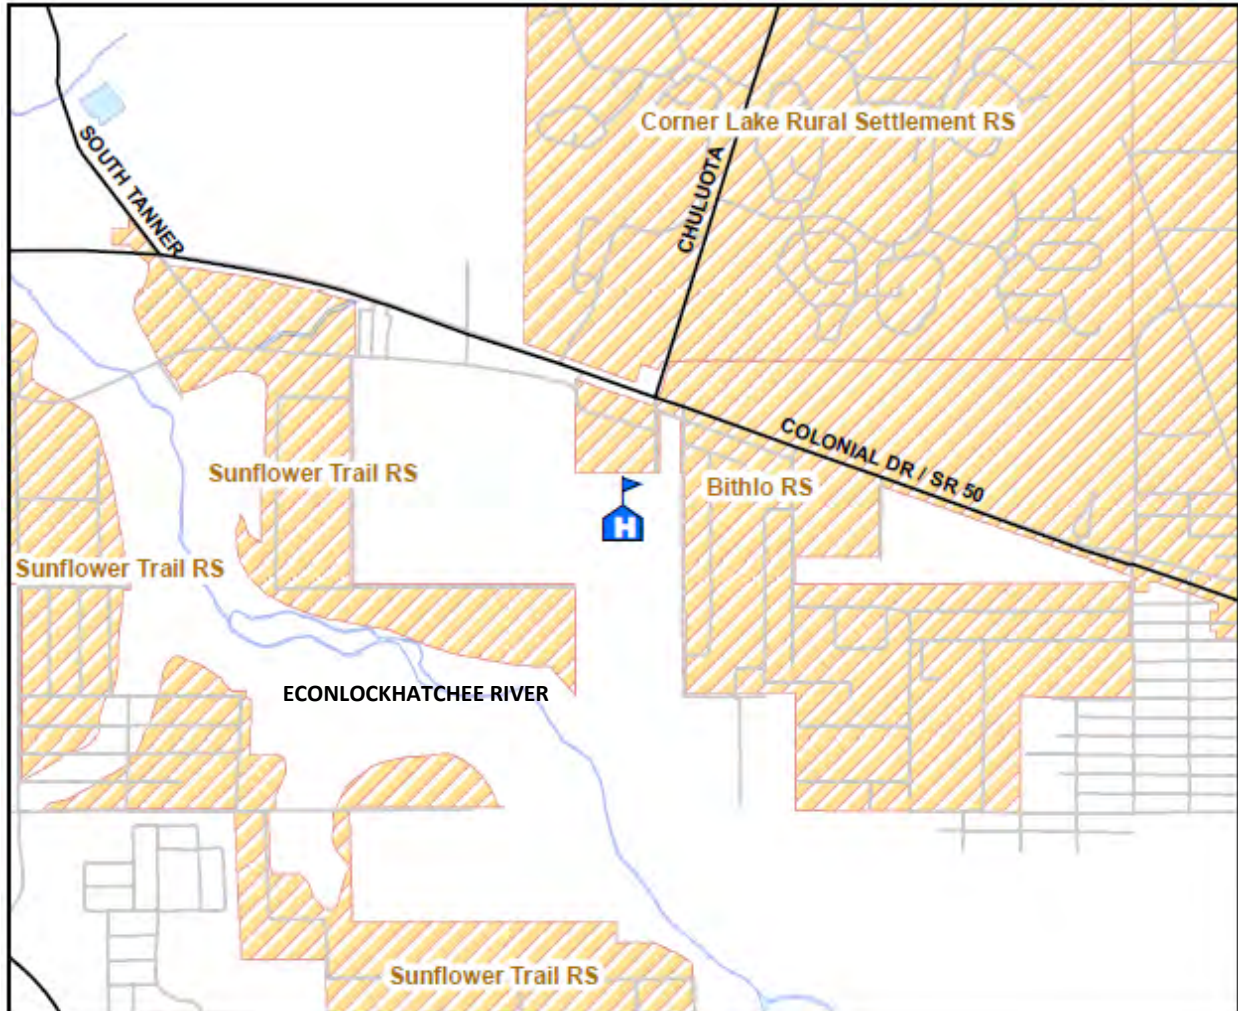 Corner Lake Rural Settlement RS
SOUTH TANNER
CHULUOTA
COLONIAL DR / SR 50
Sunflower Trail RS
Bithlo RS
H
Sunflower Trail RS
ECONLOCKHATCHEE RIVER
Sunflower Trail RS